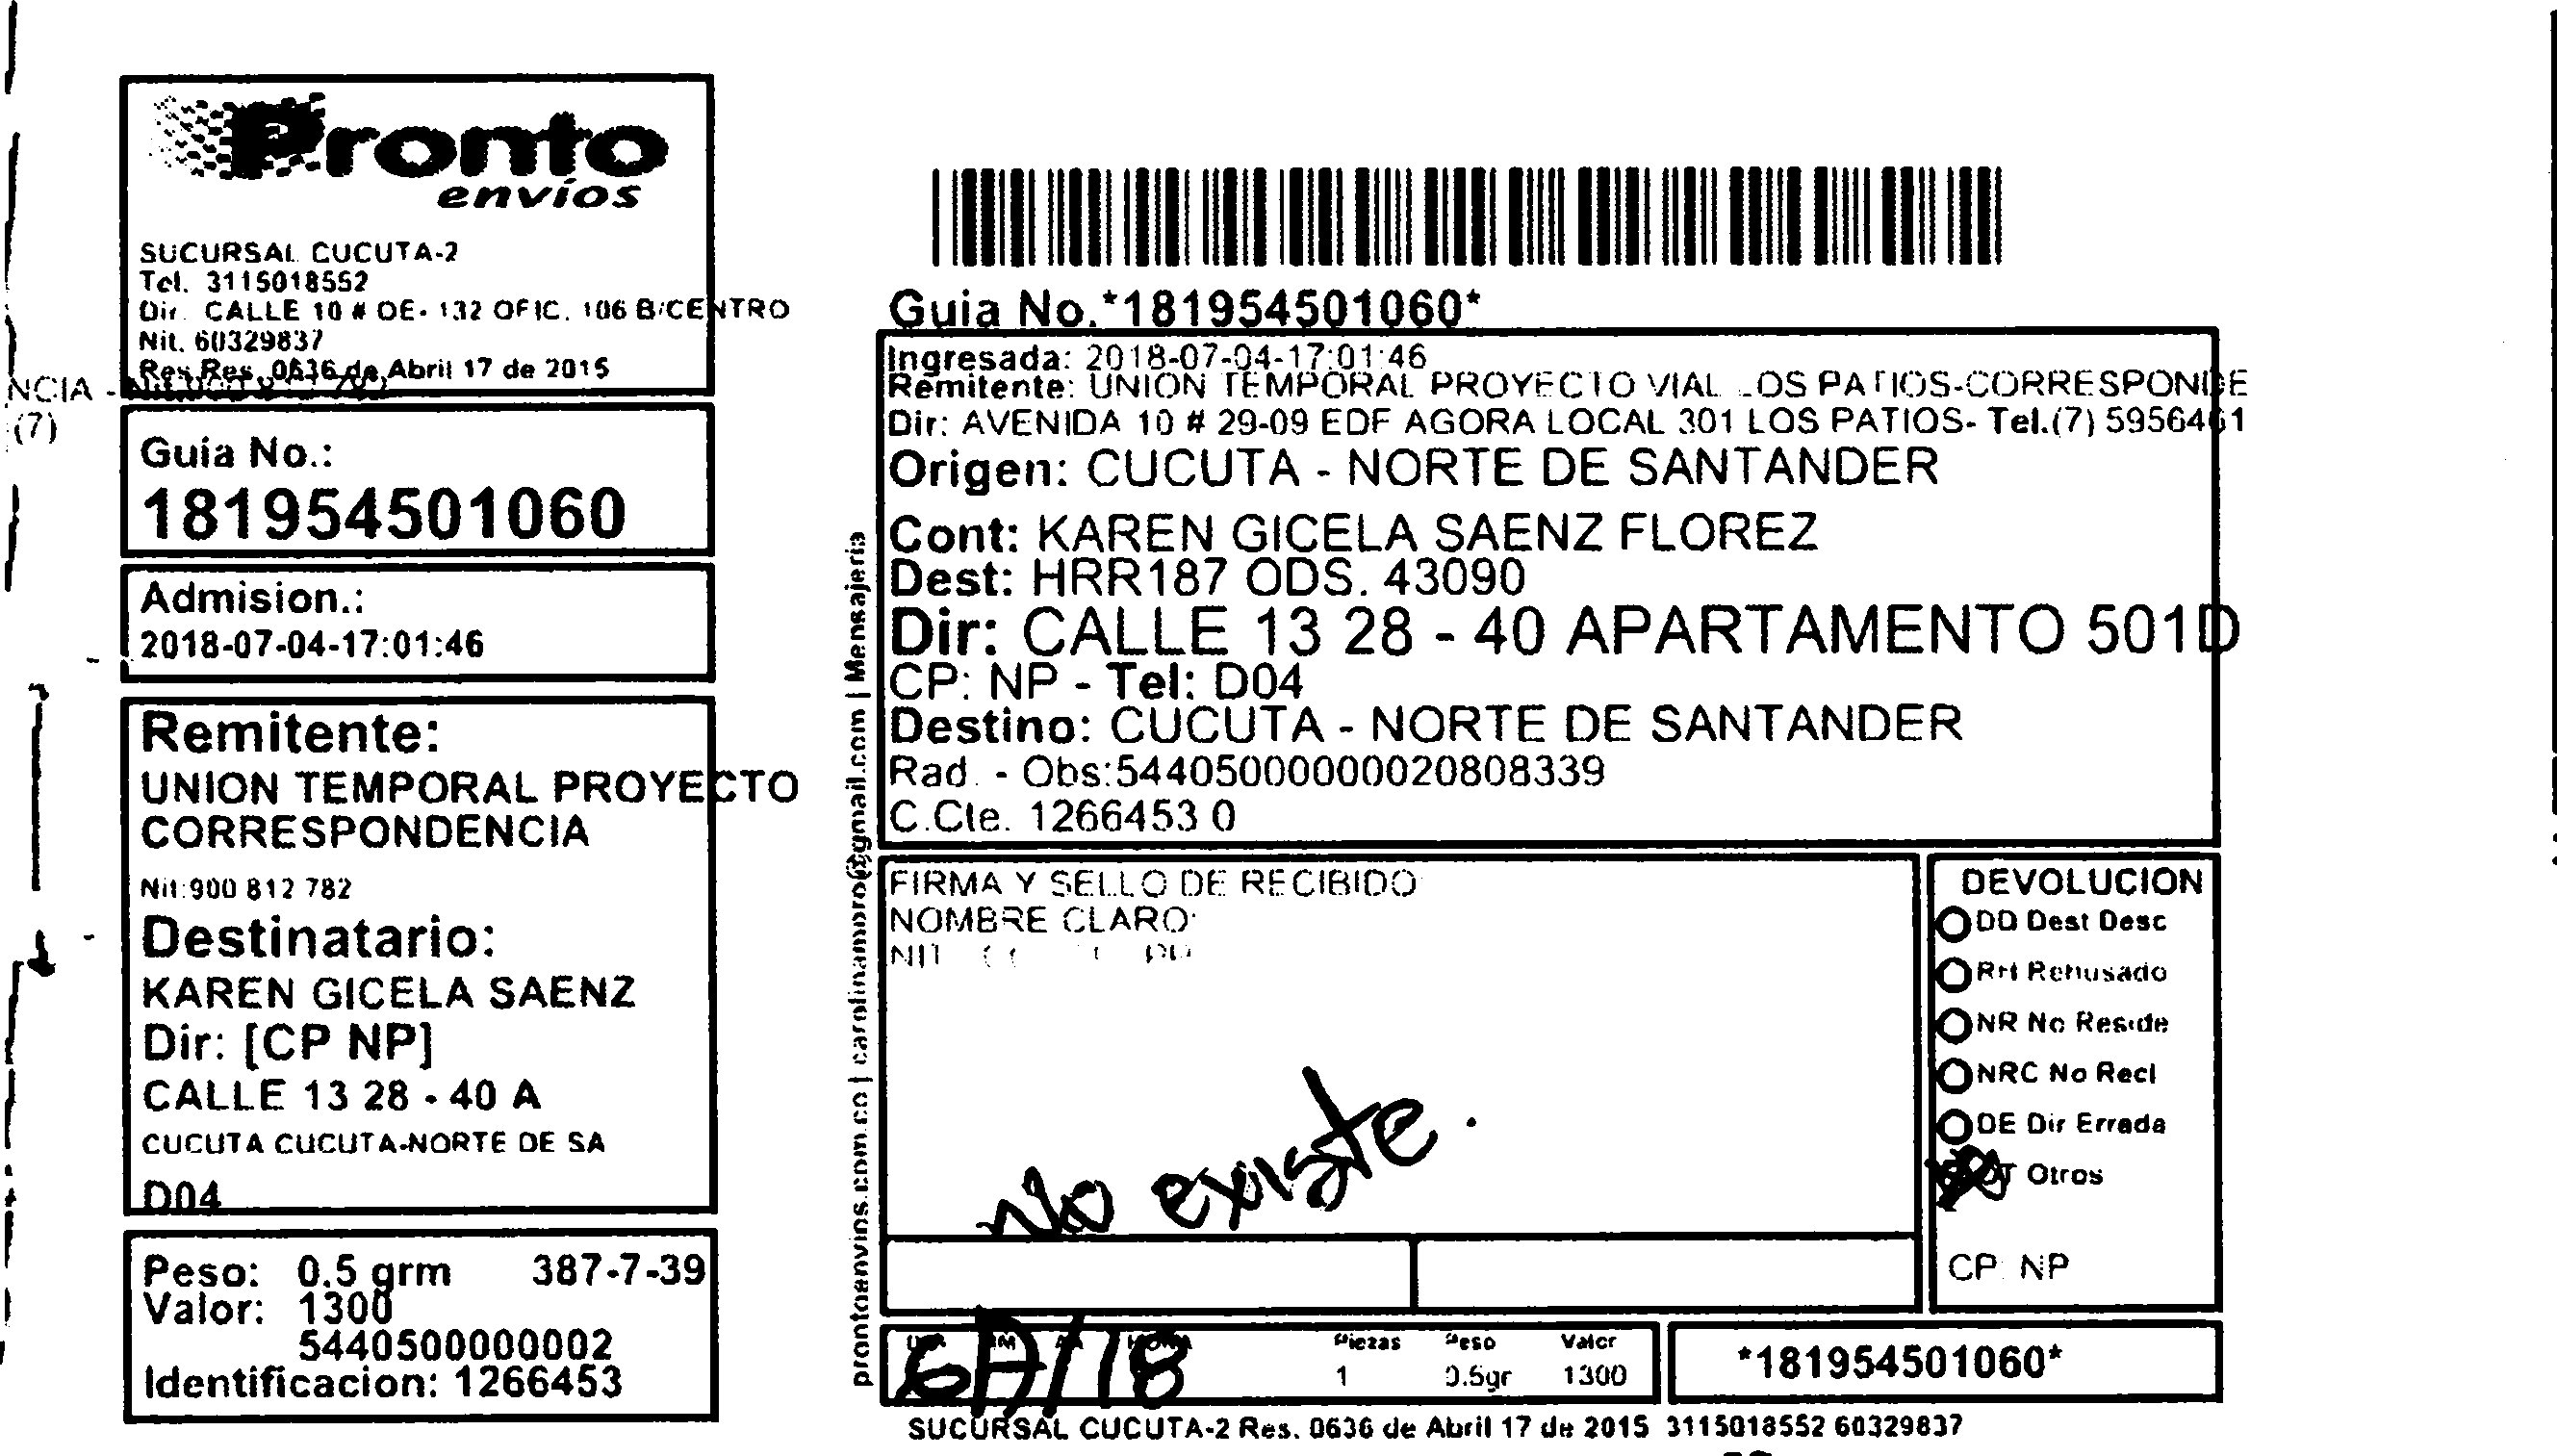 Pronto
envíos
SUCURSAL CUCUTA-2
Tel. 3115018552
Dir. CALLE 10 # OE- 132 OFIC. 106 B/CENTRO
Nit. 60329837
Res Res. 0636 de Abril 17 de 2015
NCIA -
(7)
Guia No.:
181954501060
Admision.:
2018-07-04-17:01:46
Remitente:
UNION TEMPORAL PROYECTO
CORRESPONDENCIA
Nit:900 812 782
Destinatario:
KAREN GICELA SAENZ
Dir: [CP NP]
CALLE 13 28 - 40 A
CUCUTA CUCUTA-NORTE DE SA
D04
Peso: 0.5 grm 387-7-39
Valor: 1300
5440500000002
Identificacion: 1266453
prontoenvios.com.co | carolinamoro@gmail.com | Mensajeria
Guia No.*181954501060*
Ingresada: 2018-07-04-17:01:46
Remitente: UNION TEMPORAL PROYECTO VIAL LOS PATIOS-CORRESPONDE
Dir: AVENIDA 10 # 29-09 EDF AGORA LOCAL 301 LOS PATIOS- Tel.(7) 5956461
Origen: CUCUTA - NORTE DE SANTANDER
Cont: KAREN GICELA SAENZ FLOREZ
Dest: HRR187 ODS. 43090
Dir: CALLE 13 28 - 40 APARTAMENTO 501D
CP: NP - Tel: D04
Destino: CUCUTA - NORTE DE SANTANDER
Rad. - Obs:54405000000020808339
C.Cte. 1266453 0
FIRMA Y SELLO DE RECIBIDO
NOMBRE CLARO:
NIT
No existe.
DEVOLUCION
DD Dest Desc
RH Rehusado
NR No Reside
NRC No Recl
DE Dir Errada
OT Otros
CP: NP
HORA Piezas Peso Valor
1 0.5gr 1300
*181954501060*
SUCURSAL CUCUTA-2 Res. 0636 de Abril 17 de 2015 3115018552 60329837